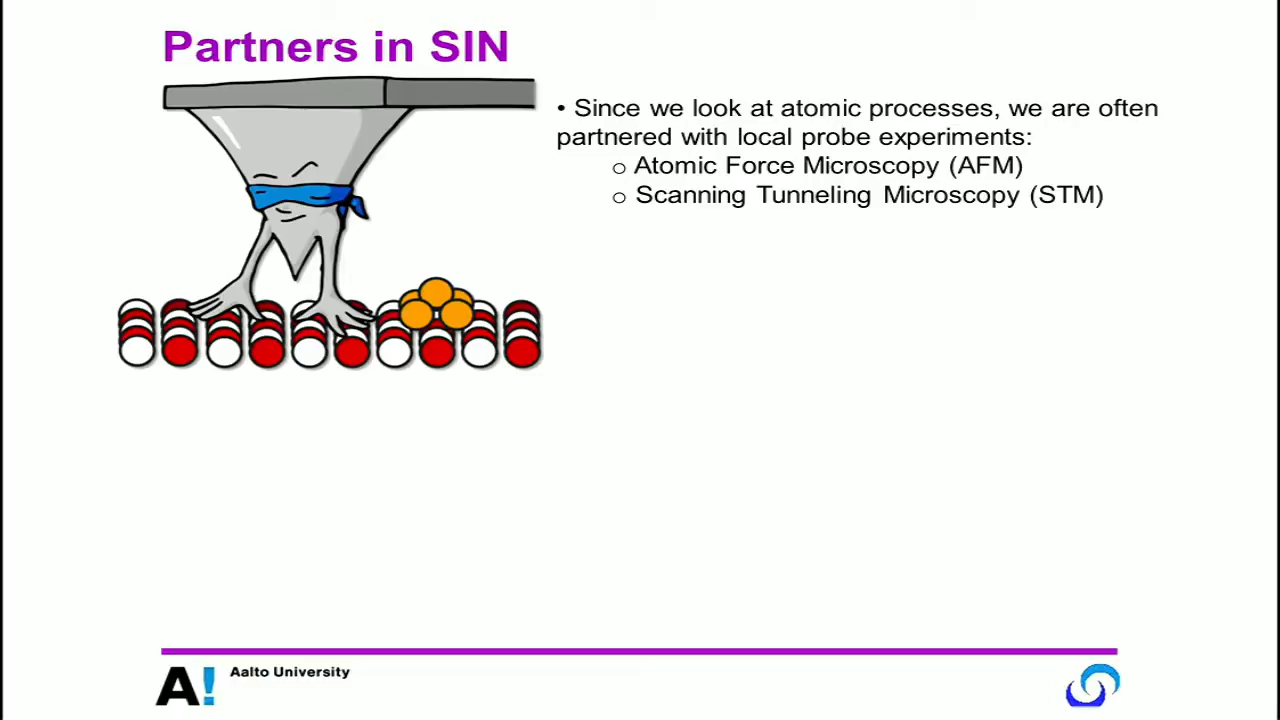 Partners in SIN
• Since we look at atomic processes, we are often
partnered with local probe experiments:
o Atomic Force Microscopy (AFM)
o Scanning Tunneling Microscopy (STM)
A!
Aalto University